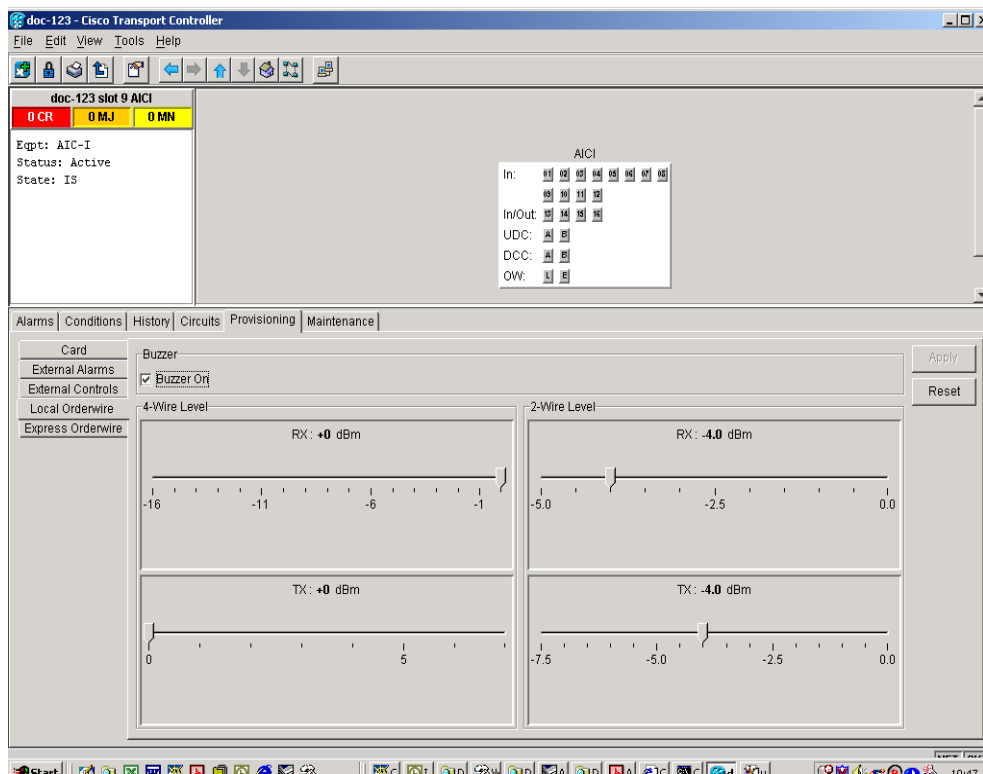 doc-123 - Cisco Transport Controller
File Edit View Tools Help
doc-123 slot 9 AICI
0 CR 0 MJ 0 MN
Eqpt: AIC-I
Status: Active
State: IS
AICI
In: 01 02 03 04 05 06 07 08
09 10 11 12
In/Out: 13 14 15 16
UDC: A B
DCC: A B
OW: L E
Alarms Conditions History Circuits Provisioning Maintenance
Card
External Alarms
External Controls
Local Orderwire
Express Orderwire
Buzzer
Buzzer On
Apply
Reset
4-Wire Level
RX: +0 dBm
-16 -11 -6 -1
TX: +0 dBm
0 5
2-Wire Level
RX: -4.0 dBm
-5.0 -2.5 0.0
TX: -4.0 dBm
-7.5 -5.0 -2.5 0.0
Start